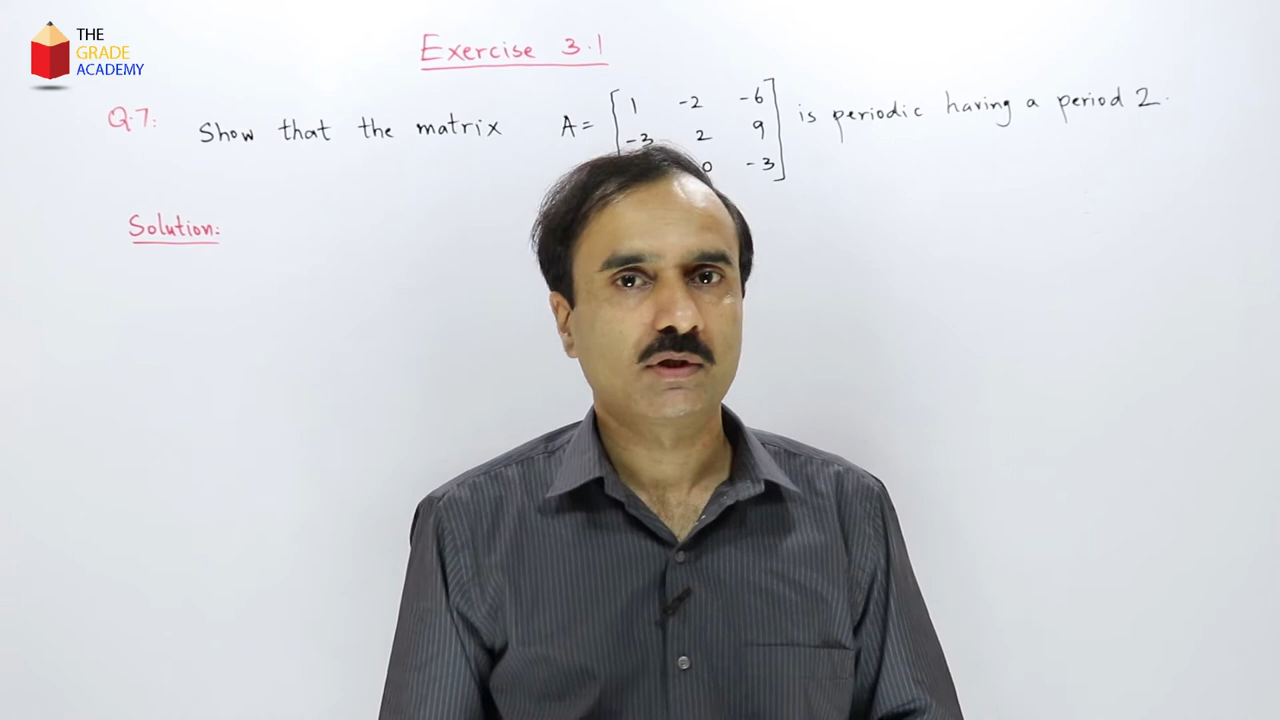 THE
GRADE
ACADEMY
Exercise 3.1
Q.7: Show that the matrix A = [ 1 -2 -6 ] is periodic having a period 2.
-3 2 9
0 -3
Solution: